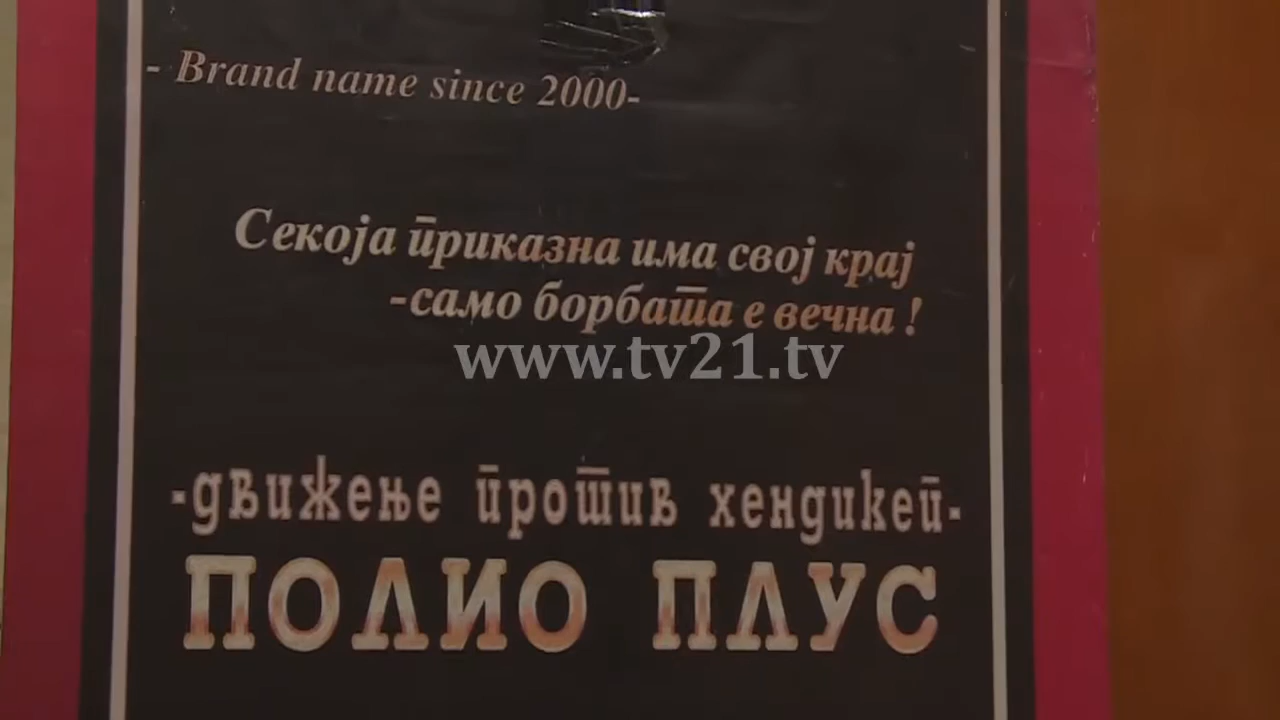 - Brand name since 2000-
Секоја приказна има свој крај
-само борбата е вечна !
www.tv21.tv
-движење против хендикеп-
ПОЛИО ПЛУС